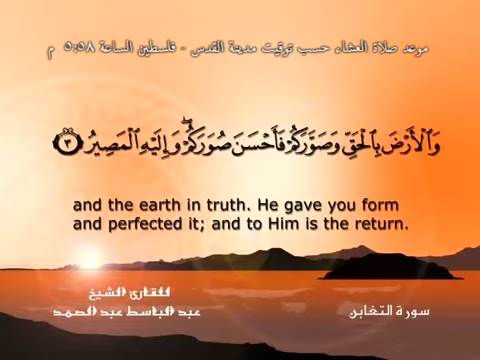 موعد صلاة العشاء حسب توقيت مدينة القدس - فلسطين الساعة ٥:٥٨ م
وَالْأَرْضَ بِالْحَقِّ وَصَوَّرَكُمْ فَأَحْسَنَ صُوَرَكُمْ ۖ وَإِلَيْهِ الْمَصِيرُ ﴿٣﴾
and the earth in truth. He gave you form
and perfected it; and to Him is the return.
للقارئ الشيخ
عبد الباسط عبد الصمد
سورة التغابن